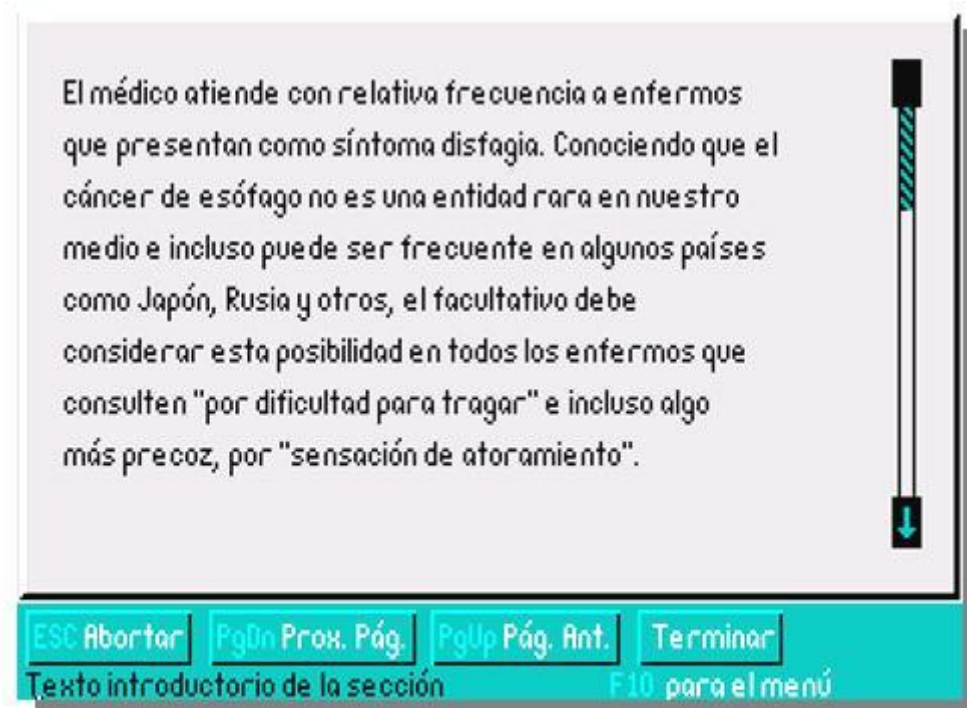 El médico atiende con relativa frecuencia a enfermos
que presentan como síntoma disfagia. Conociendo que el
cáncer de esófago no es una entidad rara en nuestro
medio e incluso puede ser frecuente en algunos países
como Japón, Rusia y otros, el facultativo debe
considerar esta posibilidad en todos los enfermos que
consulten "por dificultad para tragar" e incluso algo
más precoz, por "sensación de atoramiento".
ESC Abortar PgDn Prox. Pág. PgUp Pág. Ant. Terminar
Texto introductorio de la sección F10 para el menú